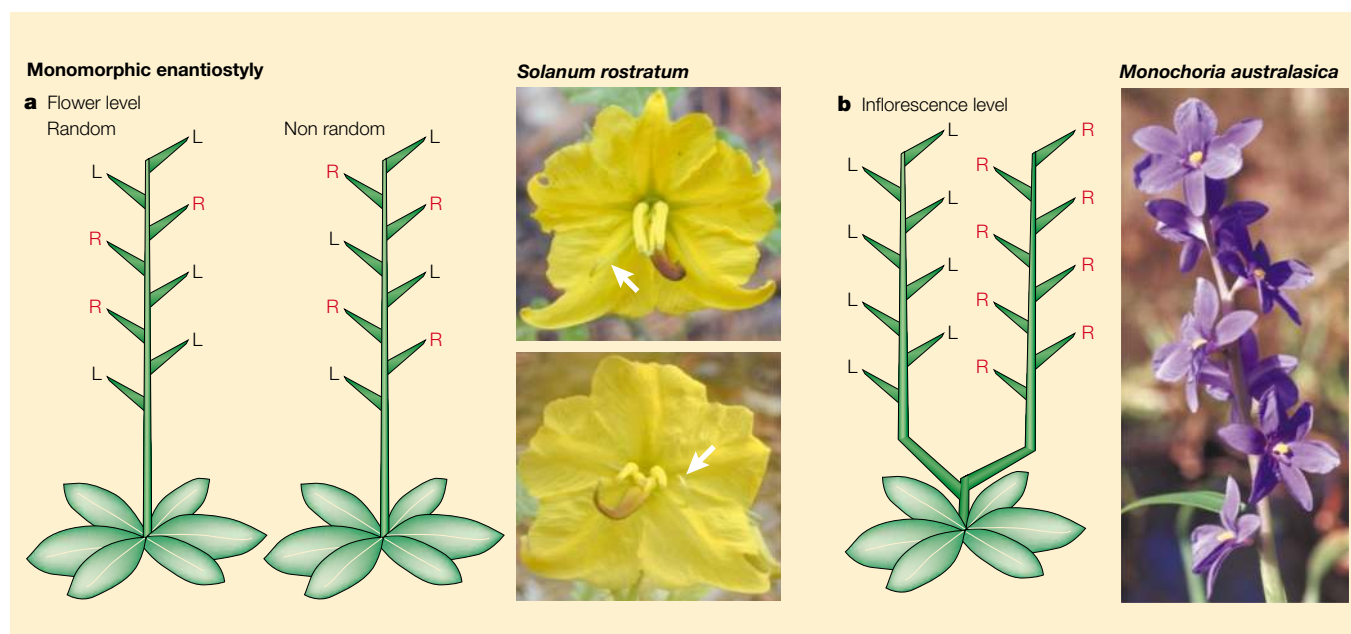 Monomorphic enantiostyly
a Flower level
Random
Non random
L
L
R
R
L
R
L
L
L
R
R
L
L
R
R
L
Solanum rostratum
b Inflorescence level
L
R
L
R
L
R
L
R
L
R
L
R
L
R
L
R
Monochoria australasica